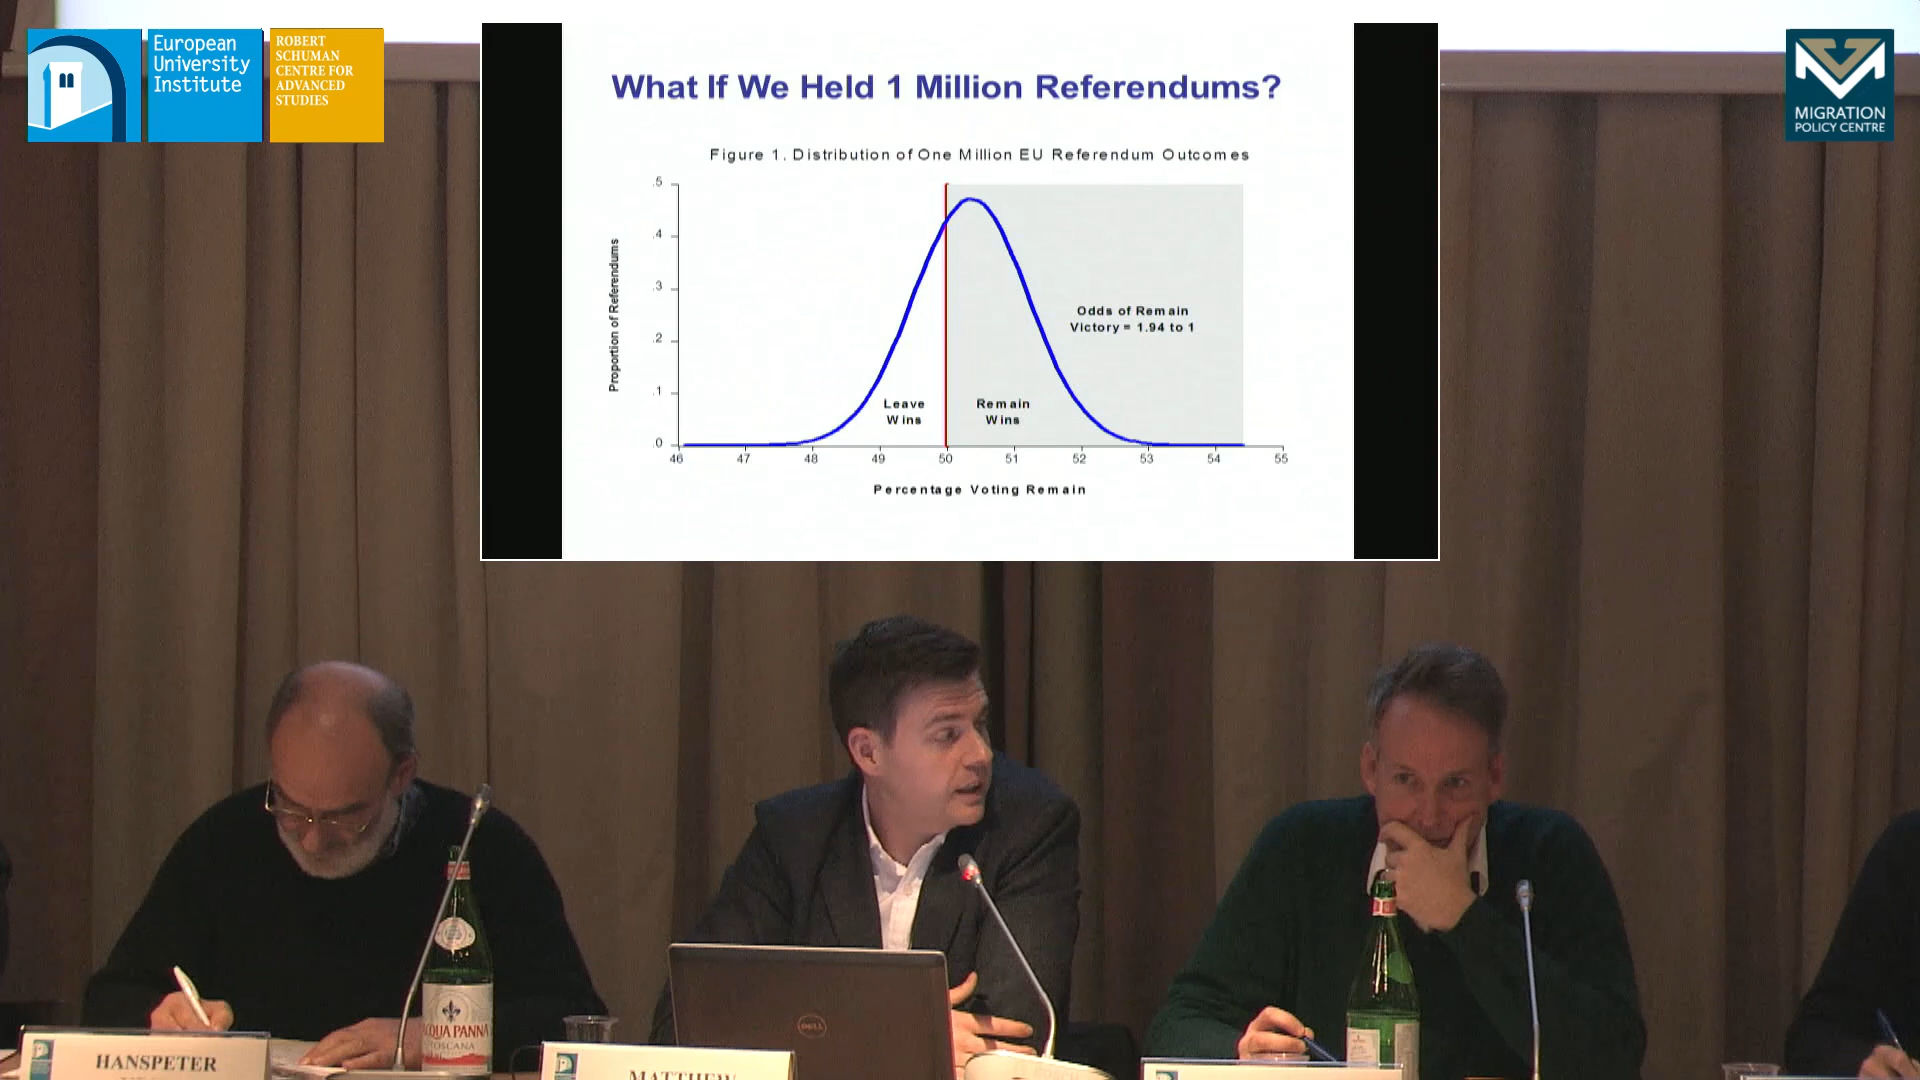 European
University
Institute
ROBERT
SCHUMAN
CENTRE FOR
ADVANCED
STUDIES
MIGRATION
POLICY CENTRE
What If We Held 1 Million Referendums?
Figure 1. Distribution of One Million EU Referendum Outcomes
Proportion of Referendums
.5
.4
.3
.2
.1
.0
Odds of Remain
Victory = 1.94 to 1
Leave
Wins
Remain
Wins
46 47 48 49 50 51 52 53 54 55
Percentage Voting Remain
ACQUA PANNA
TOSCANA
DELL
HANSPETER
MATTHEW